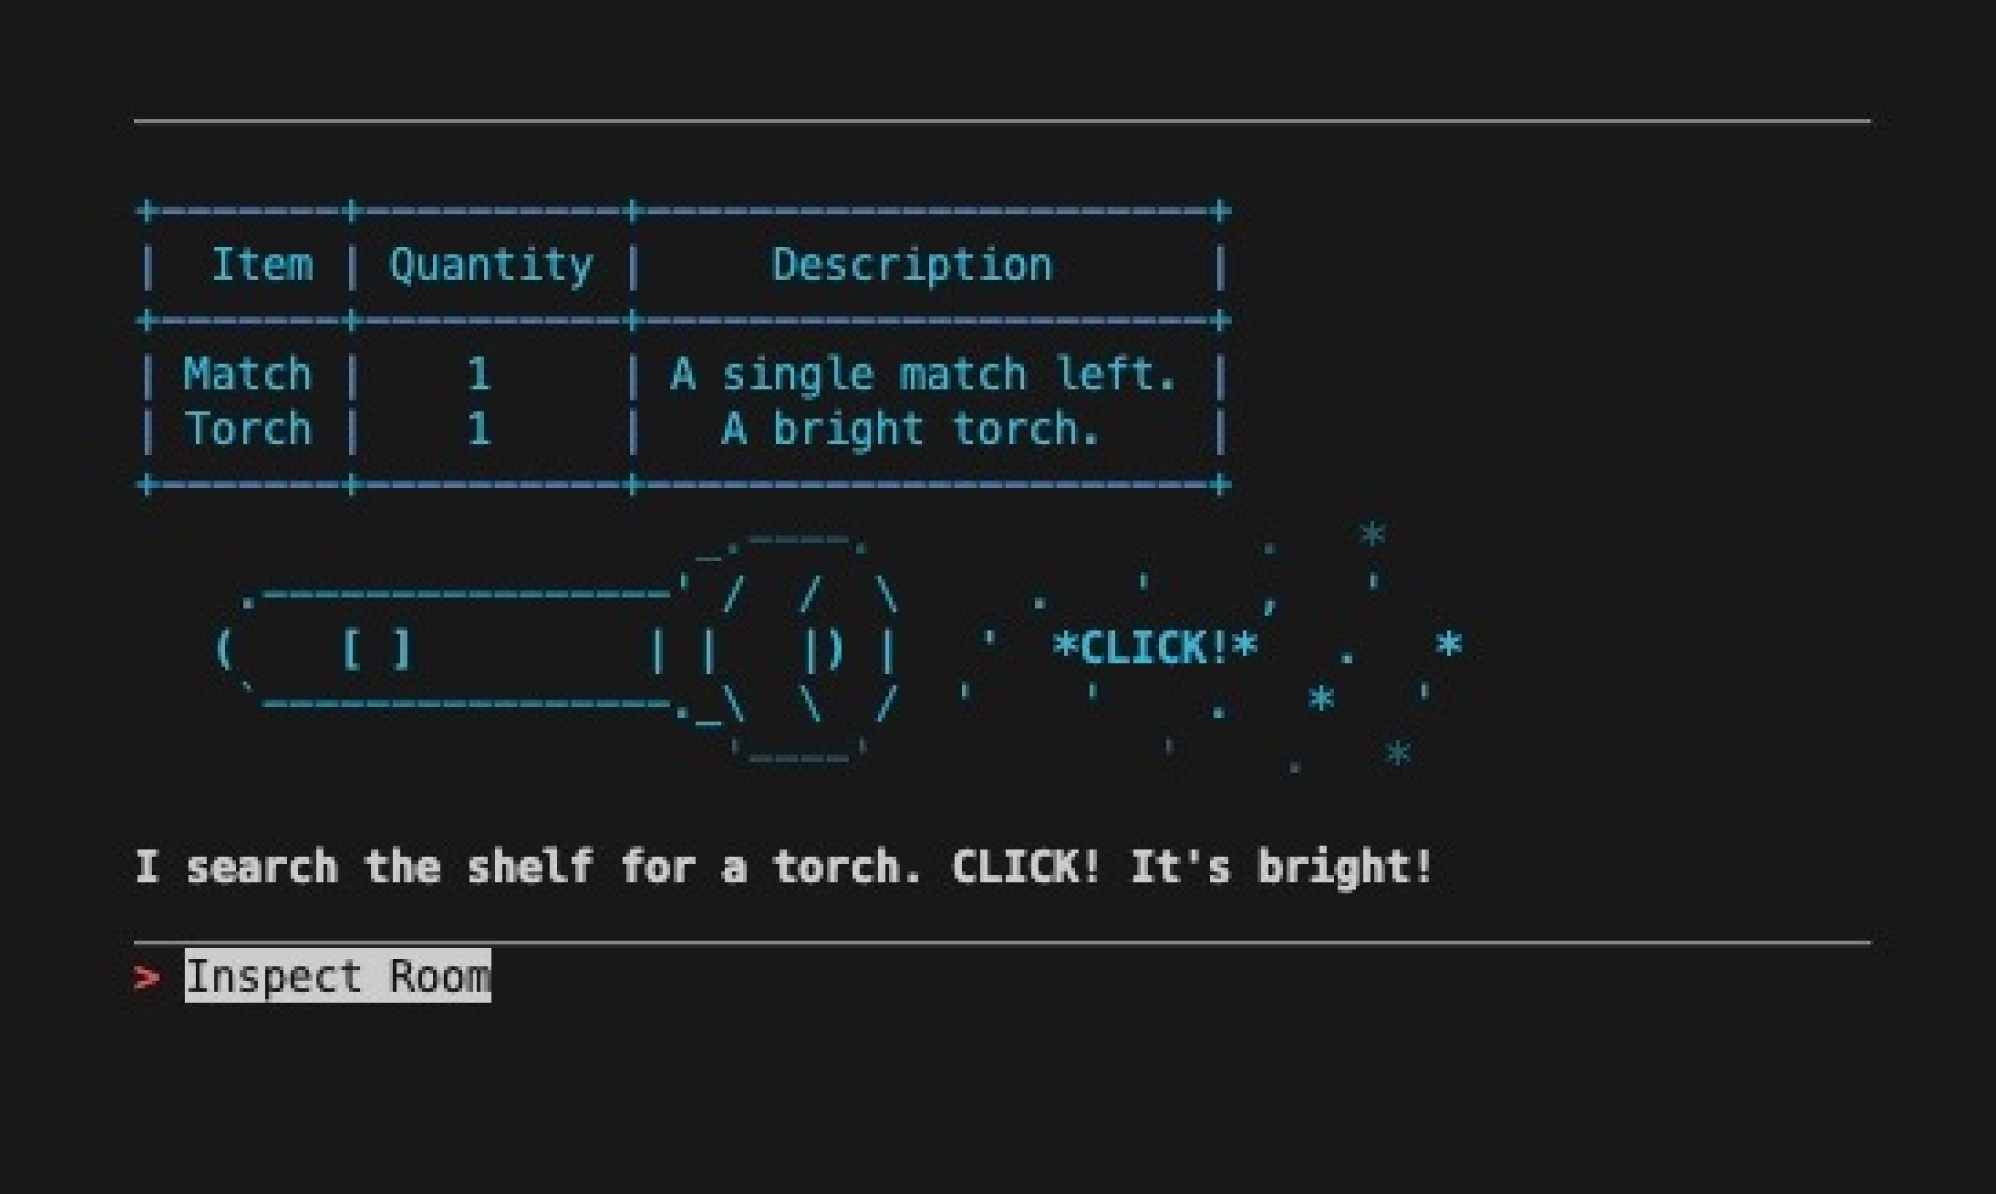 Item Quantity Description
Match 1 A single match left.
Torch 1 A bright torch.
*CLICK!*
I search the shelf for a torch. CLICK! It's bright!
> Inspect Room